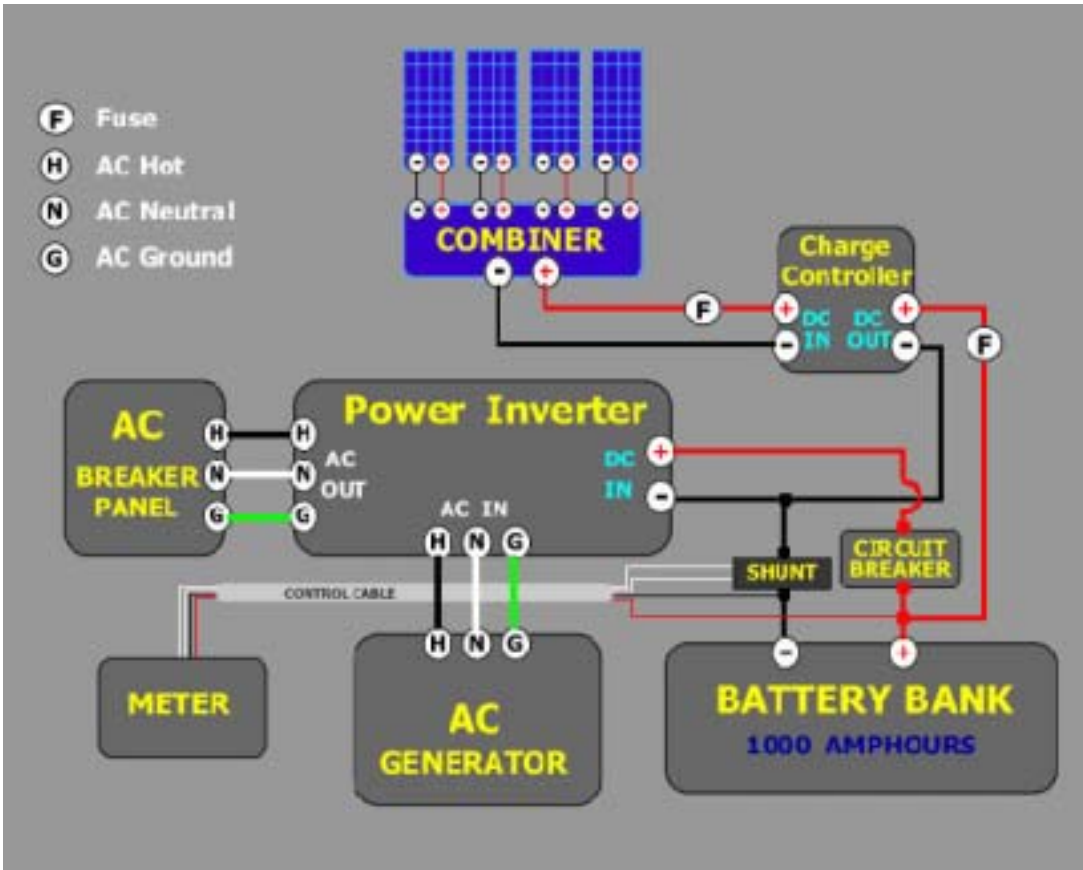 F Fuse
H AC Hot
N AC Neutral
G AC Ground
- + - + - + - +
- + - + - + - +
COMBINER
- +
Charge
Controller
+ +
F
DC DC
IN OUT
- -
F
AC
BREAKER
PANEL
H
N
G
Power Inverter
H
N
G
AC
OUT
DC
IN
+
-
AC IN
H N G
CIRCUIT
BREAKER
SHUNT
CONTROL CABLE
H N G
METER
AC
GENERATOR
- +
BATTERY BANK
1000 AMPHOURS